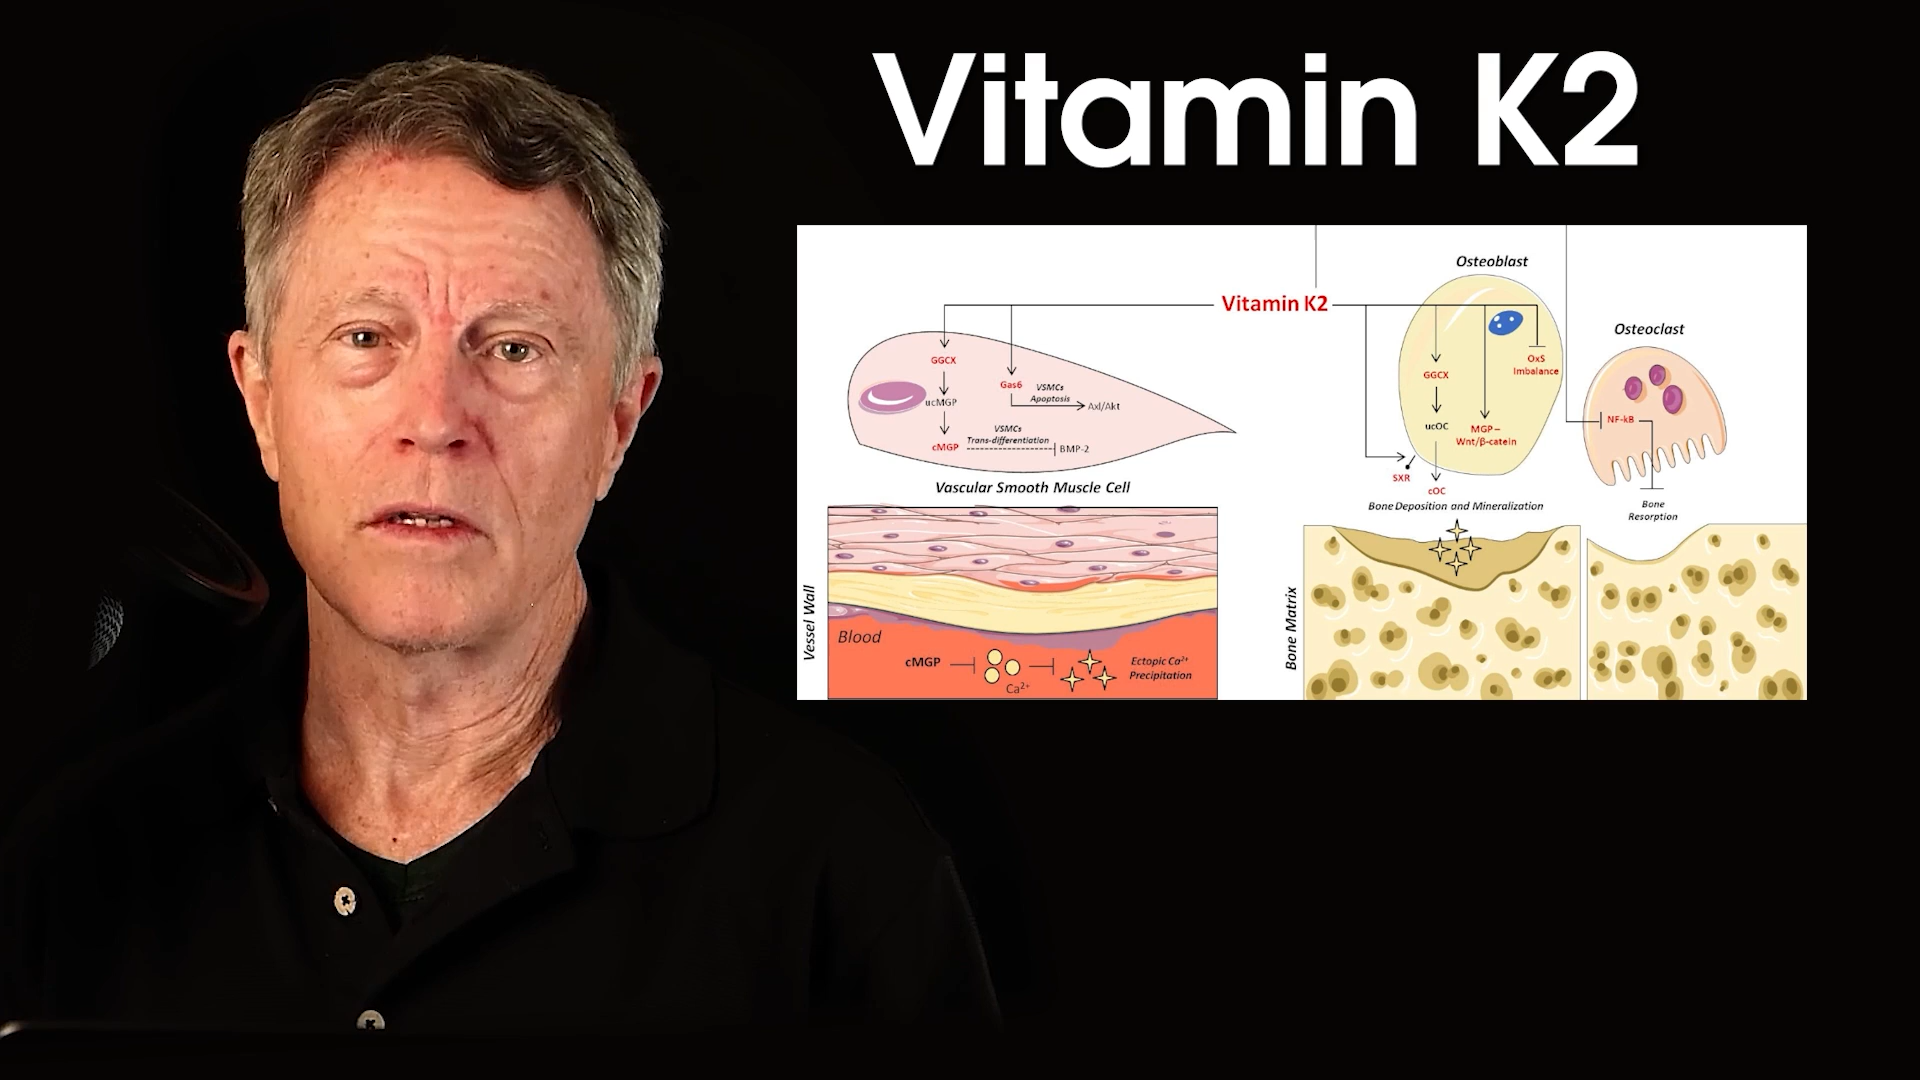 Vitamin K2
Vitamin K2
GGCX
ucMGP
cMGP
Gas6
VSMCs
Apoptosis
Axl/Akt
VSMCs
Trans-differentiation
BMP-2
Vascular Smooth Muscle Cell
Vessel Wall
Blood
cMGP
Ca2+
Ectopic Ca2+
Precipitation
Osteoblast
GGCX
ucOC
cOC
MGP–
Wnt/β-catein
OxS
Imbalance
SXR
Bone Deposition and Mineralization
Osteoclast
NF-kB
Bone
Resorption
Bone Matrix